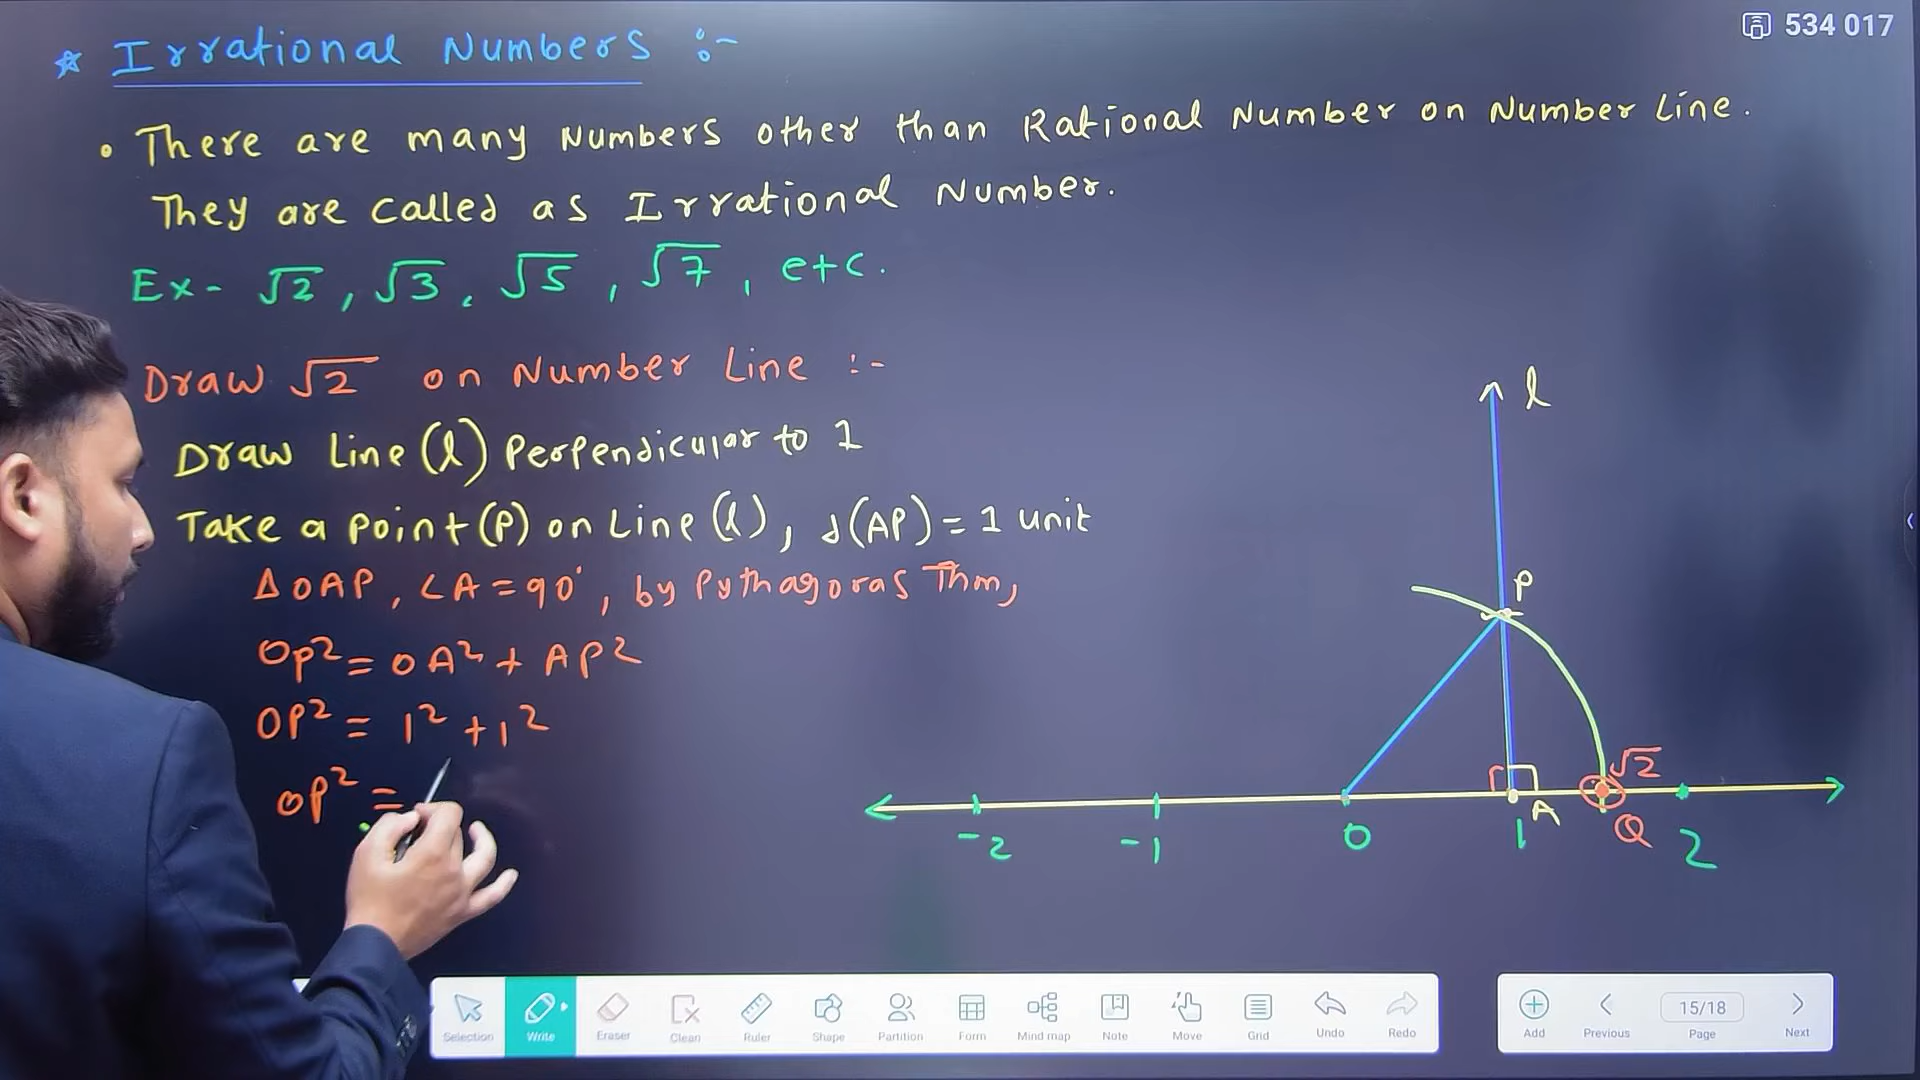 534 017
☆ Irrational Numbers :-
• There are many Numbers other than Rational Number on Number Line.
They are called as Irrational Number.
Ex- √2, √3, √5, √7, etc.
Draw √2 on Number Line :-
Draw Line (l) Perpendicular to 1
Take a point (P) on Line (l), d(AP) = 1 unit
Δ OAP, ∠A = 90°, by Pythagoras Thm,
OP² = OA² + AP²
OP² = 1² + 1²
OP² =
l
P
√2
A
-2 -1 0 1 Q 2
Selection Write Eraser Clean Ruler Shape Partition Form Mind map Note Move Grid Undo Redo
Add Previous 15/18 Page Next